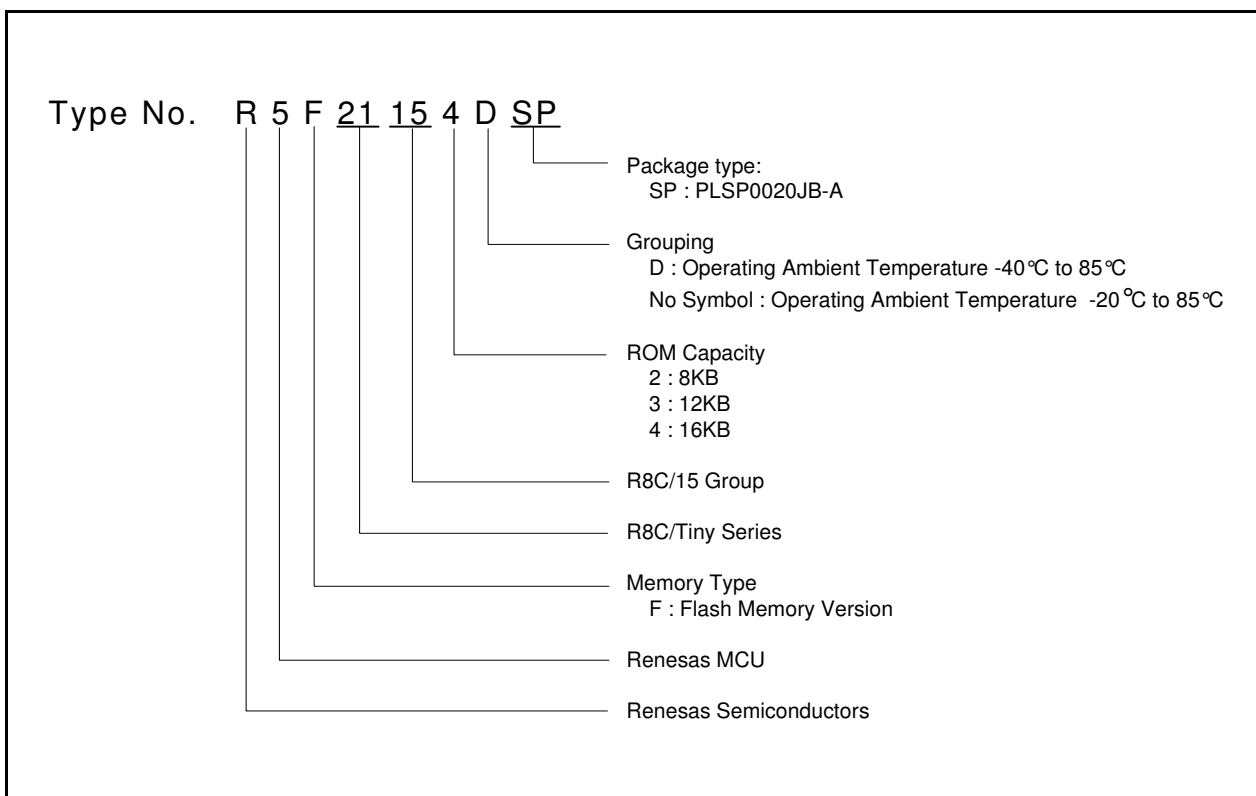 Type No. R 5 F 21 15 4 D SP
Package type:
SP : PLSP0020JB-A
Grouping
D : Operating Ambient Temperature -40°C to 85°C
No Symbol : Operating Ambient Temperature -20°C to 85°C
ROM Capacity
2 : 8KB
3 : 12KB
4 : 16KB
R8C/15 Group
R8C/Tiny Series
Memory Type
F : Flash Memory Version
Renesas MCU
Renesas Semiconductors